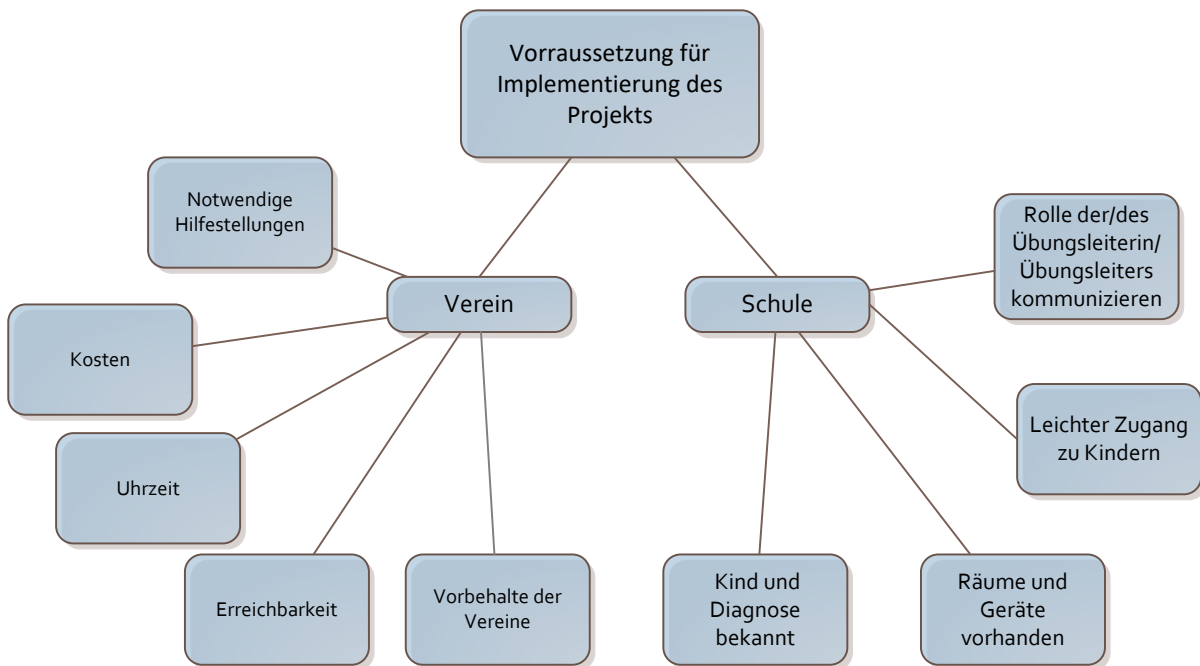 Vorraussetzung für
Implementierung des
Projekts
Notwendige
Hilfestellungen
Rolle der/des
Übungsleiterin/
Übungsleiters
kommunizieren
Verein
Schule
Kosten
Leichter Zugang
zu Kindern
Uhrzeit
Erreichbarkeit
Vorbehalte der
Vereine
Kind und
Diagnose
bekannt
Räume und
Geräte
vorhanden